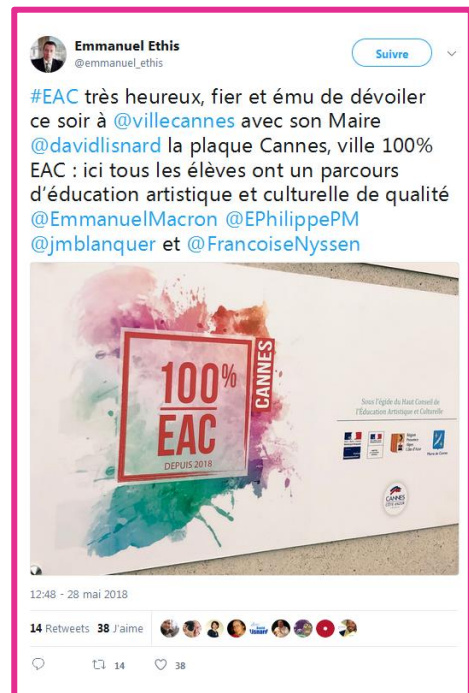 Emmanuel Ethis
@emmanuel_ethis
Suivre
#EAC très heureux, fier et ému de dévoiler
ce soir à @villecannes avec son Maire
@davidlisnard la plaque Cannes, ville 100%
EAC : ici tous les élèves ont un parcours
d'éducation artistique et culturelle de qualité
@EmmanuelMacron @EPhilippePM
@jmblanquer et @FrancoiseNyssen
100%
EAC
DEPUIS 2018
CANNES
Sous l'égide du Haut Conseil de
l'Éducation Artistique et Culturelle
CANNES
12:48 - 28 mai 2018
14 Retweets 38 J'aime
14 38